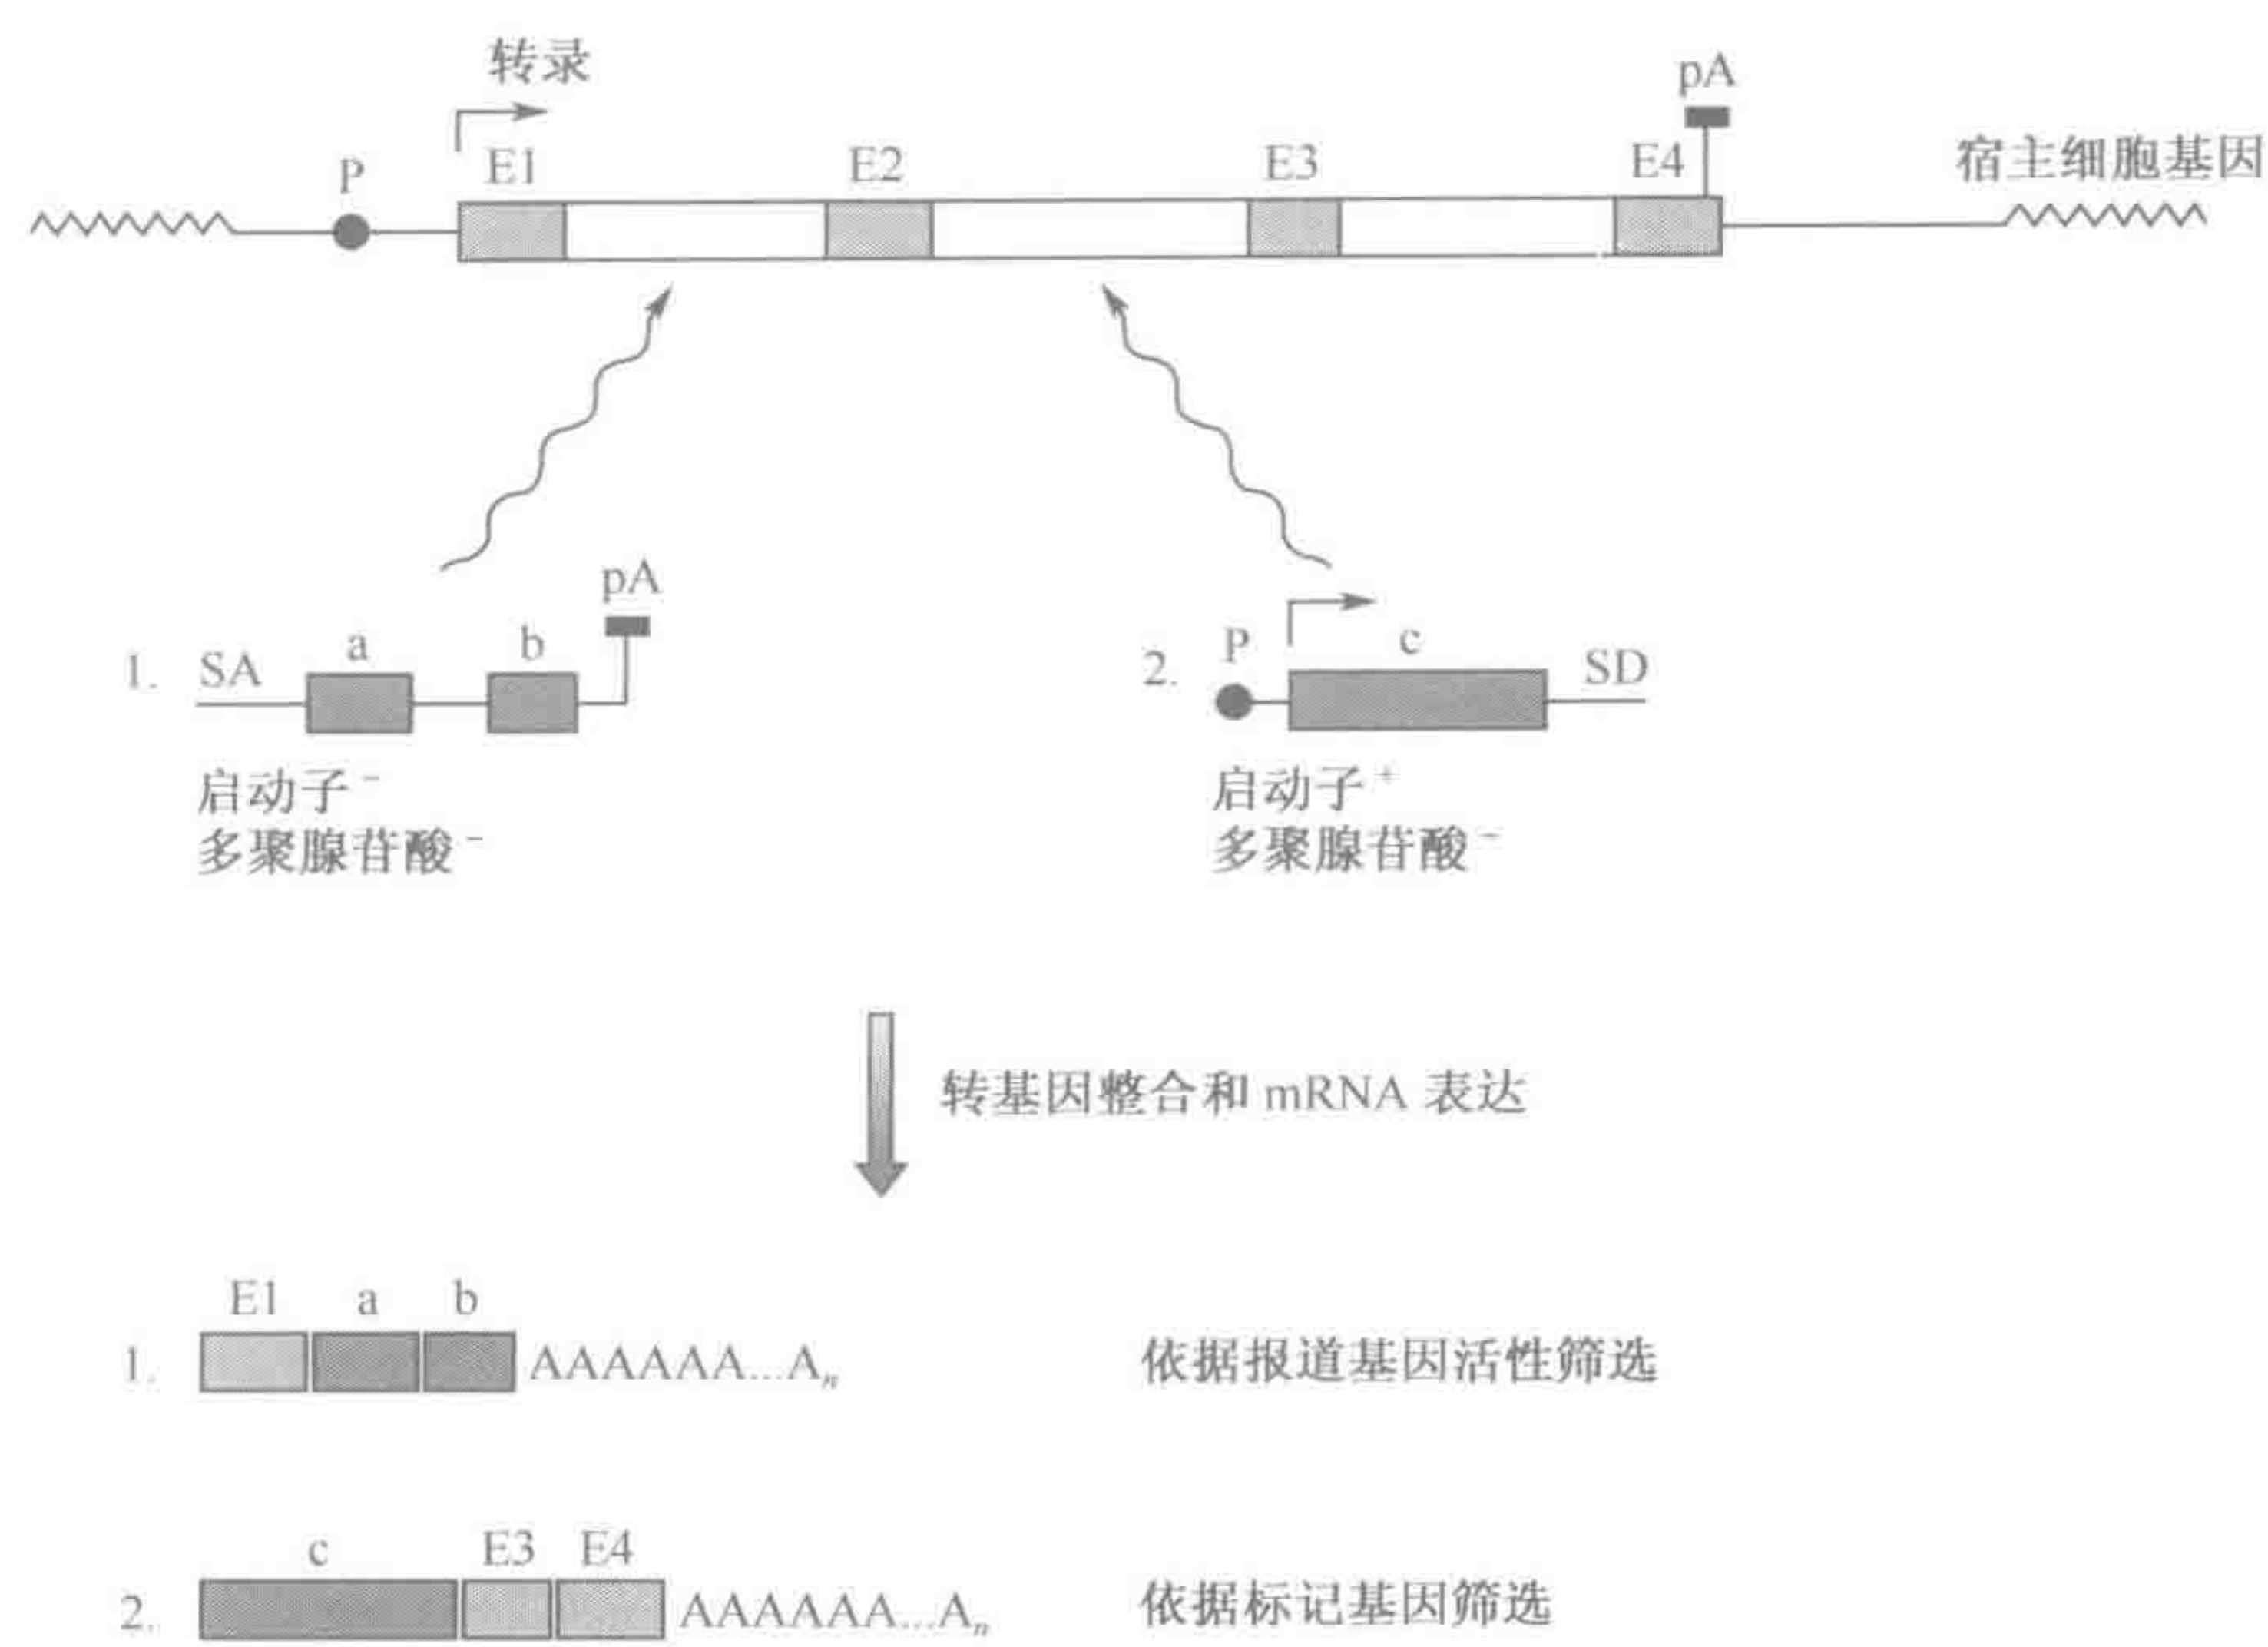 转录
pA
P
E1
E2
E3
E4
宿主细胞基因
pA
1. SA
a
b
启动子⁻
多聚腺苷酸⁻
2.
P
c
SD
启动子⁺
多聚腺苷酸⁻
转基因整合和 mRNA 表达
E1 a b
1. AAAAAA...Aₙ 依据报道基因活性筛选
c E3 E4
2. AAAAAA...Aₙ 依据标记基因筛选